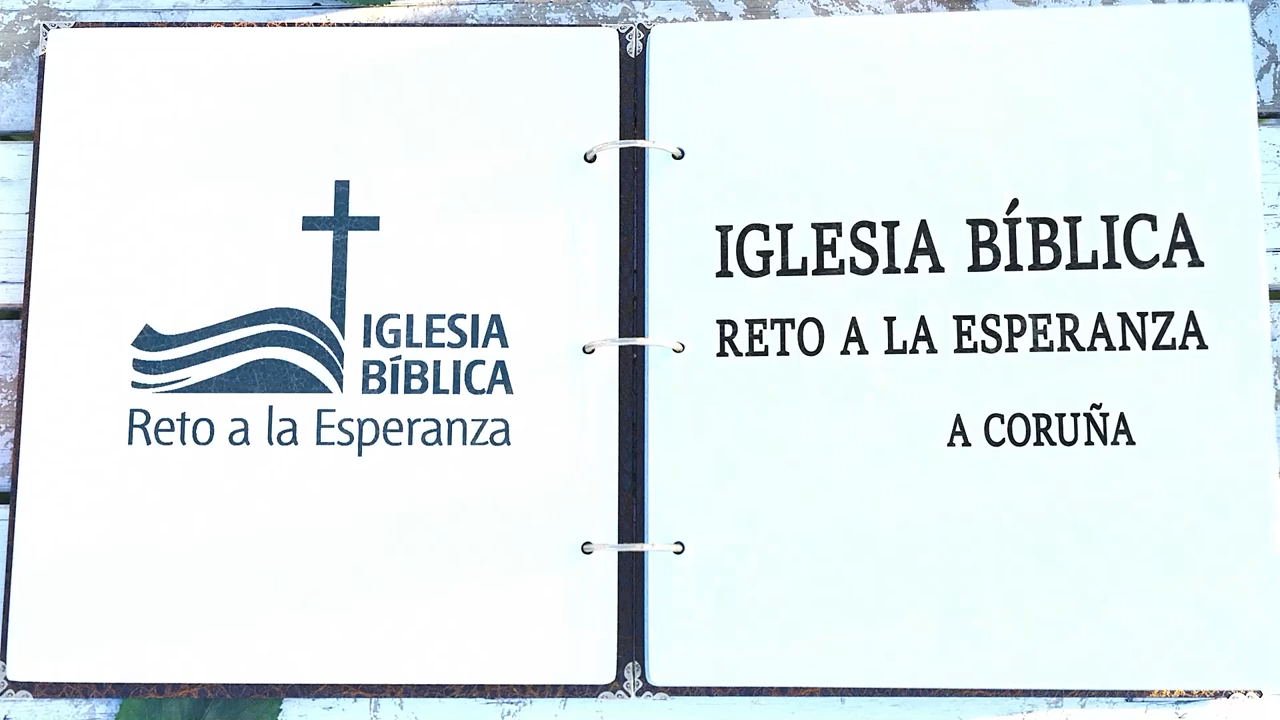 IGLESIA
BÍBLICA
Reto a la Esperanza
IGLESIA BÍBLICA
RETO A LA ESPERANZA
A CORUÑA